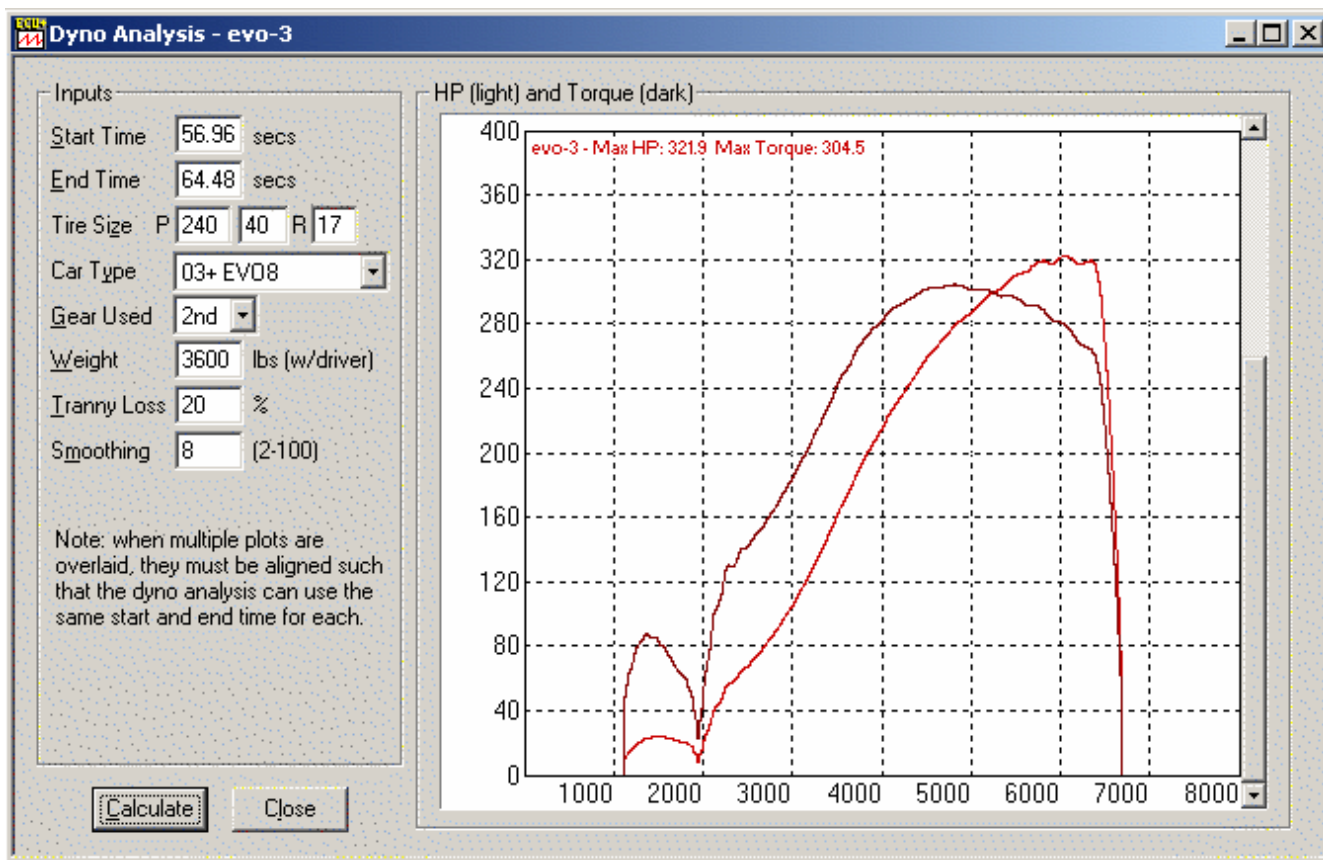 ECU+
Dyno Analysis - evo-3
Inputs
Start Time 56.96 secs
End Time 64.48 secs
Tire Size P 240 40 R 17
Car Type 03+ EVO8
Gear Used 2nd
Weight 3600 lbs (w/driver)
Tranny Loss 20 %
Smoothing 8 (2-100)
Note: when multiple plots are
overlaid, they must be aligned such
that the dyno analysis can use the
same start and end time for each.
Calculate Close
HP (light) and Torque (dark)
evo-3 - Max HP: 321.9 Max Torque: 304.5
400
360
320
280
240
200
160
120
80
40
0
1000 2000 3000 4000 5000 6000 7000 8000